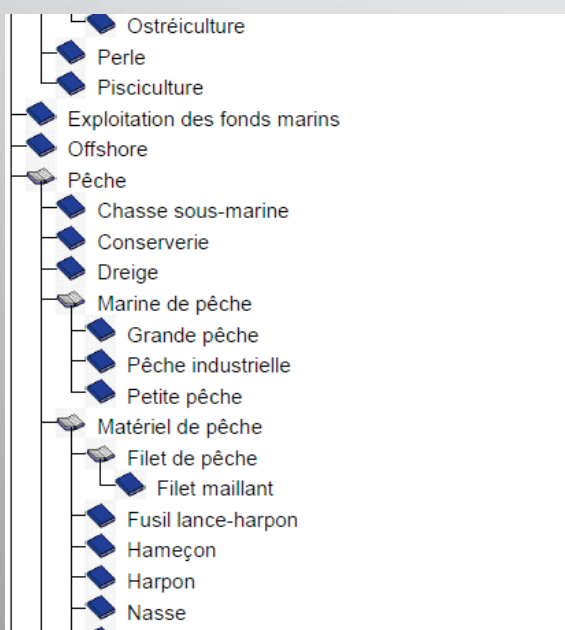 Ostréiculture
Perle
Pisciculture
Exploitation des fonds marins
Offshore
Pêche
Chasse sous-marine
Conserverie
Dreige
Marine de pêche
Grande pêche
Pêche industrielle
Petite pêche
Matériel de pêche
Filet de pêche
Filet maillant
Fusil lance-harpon
Hameçon
Harpon
Nasse